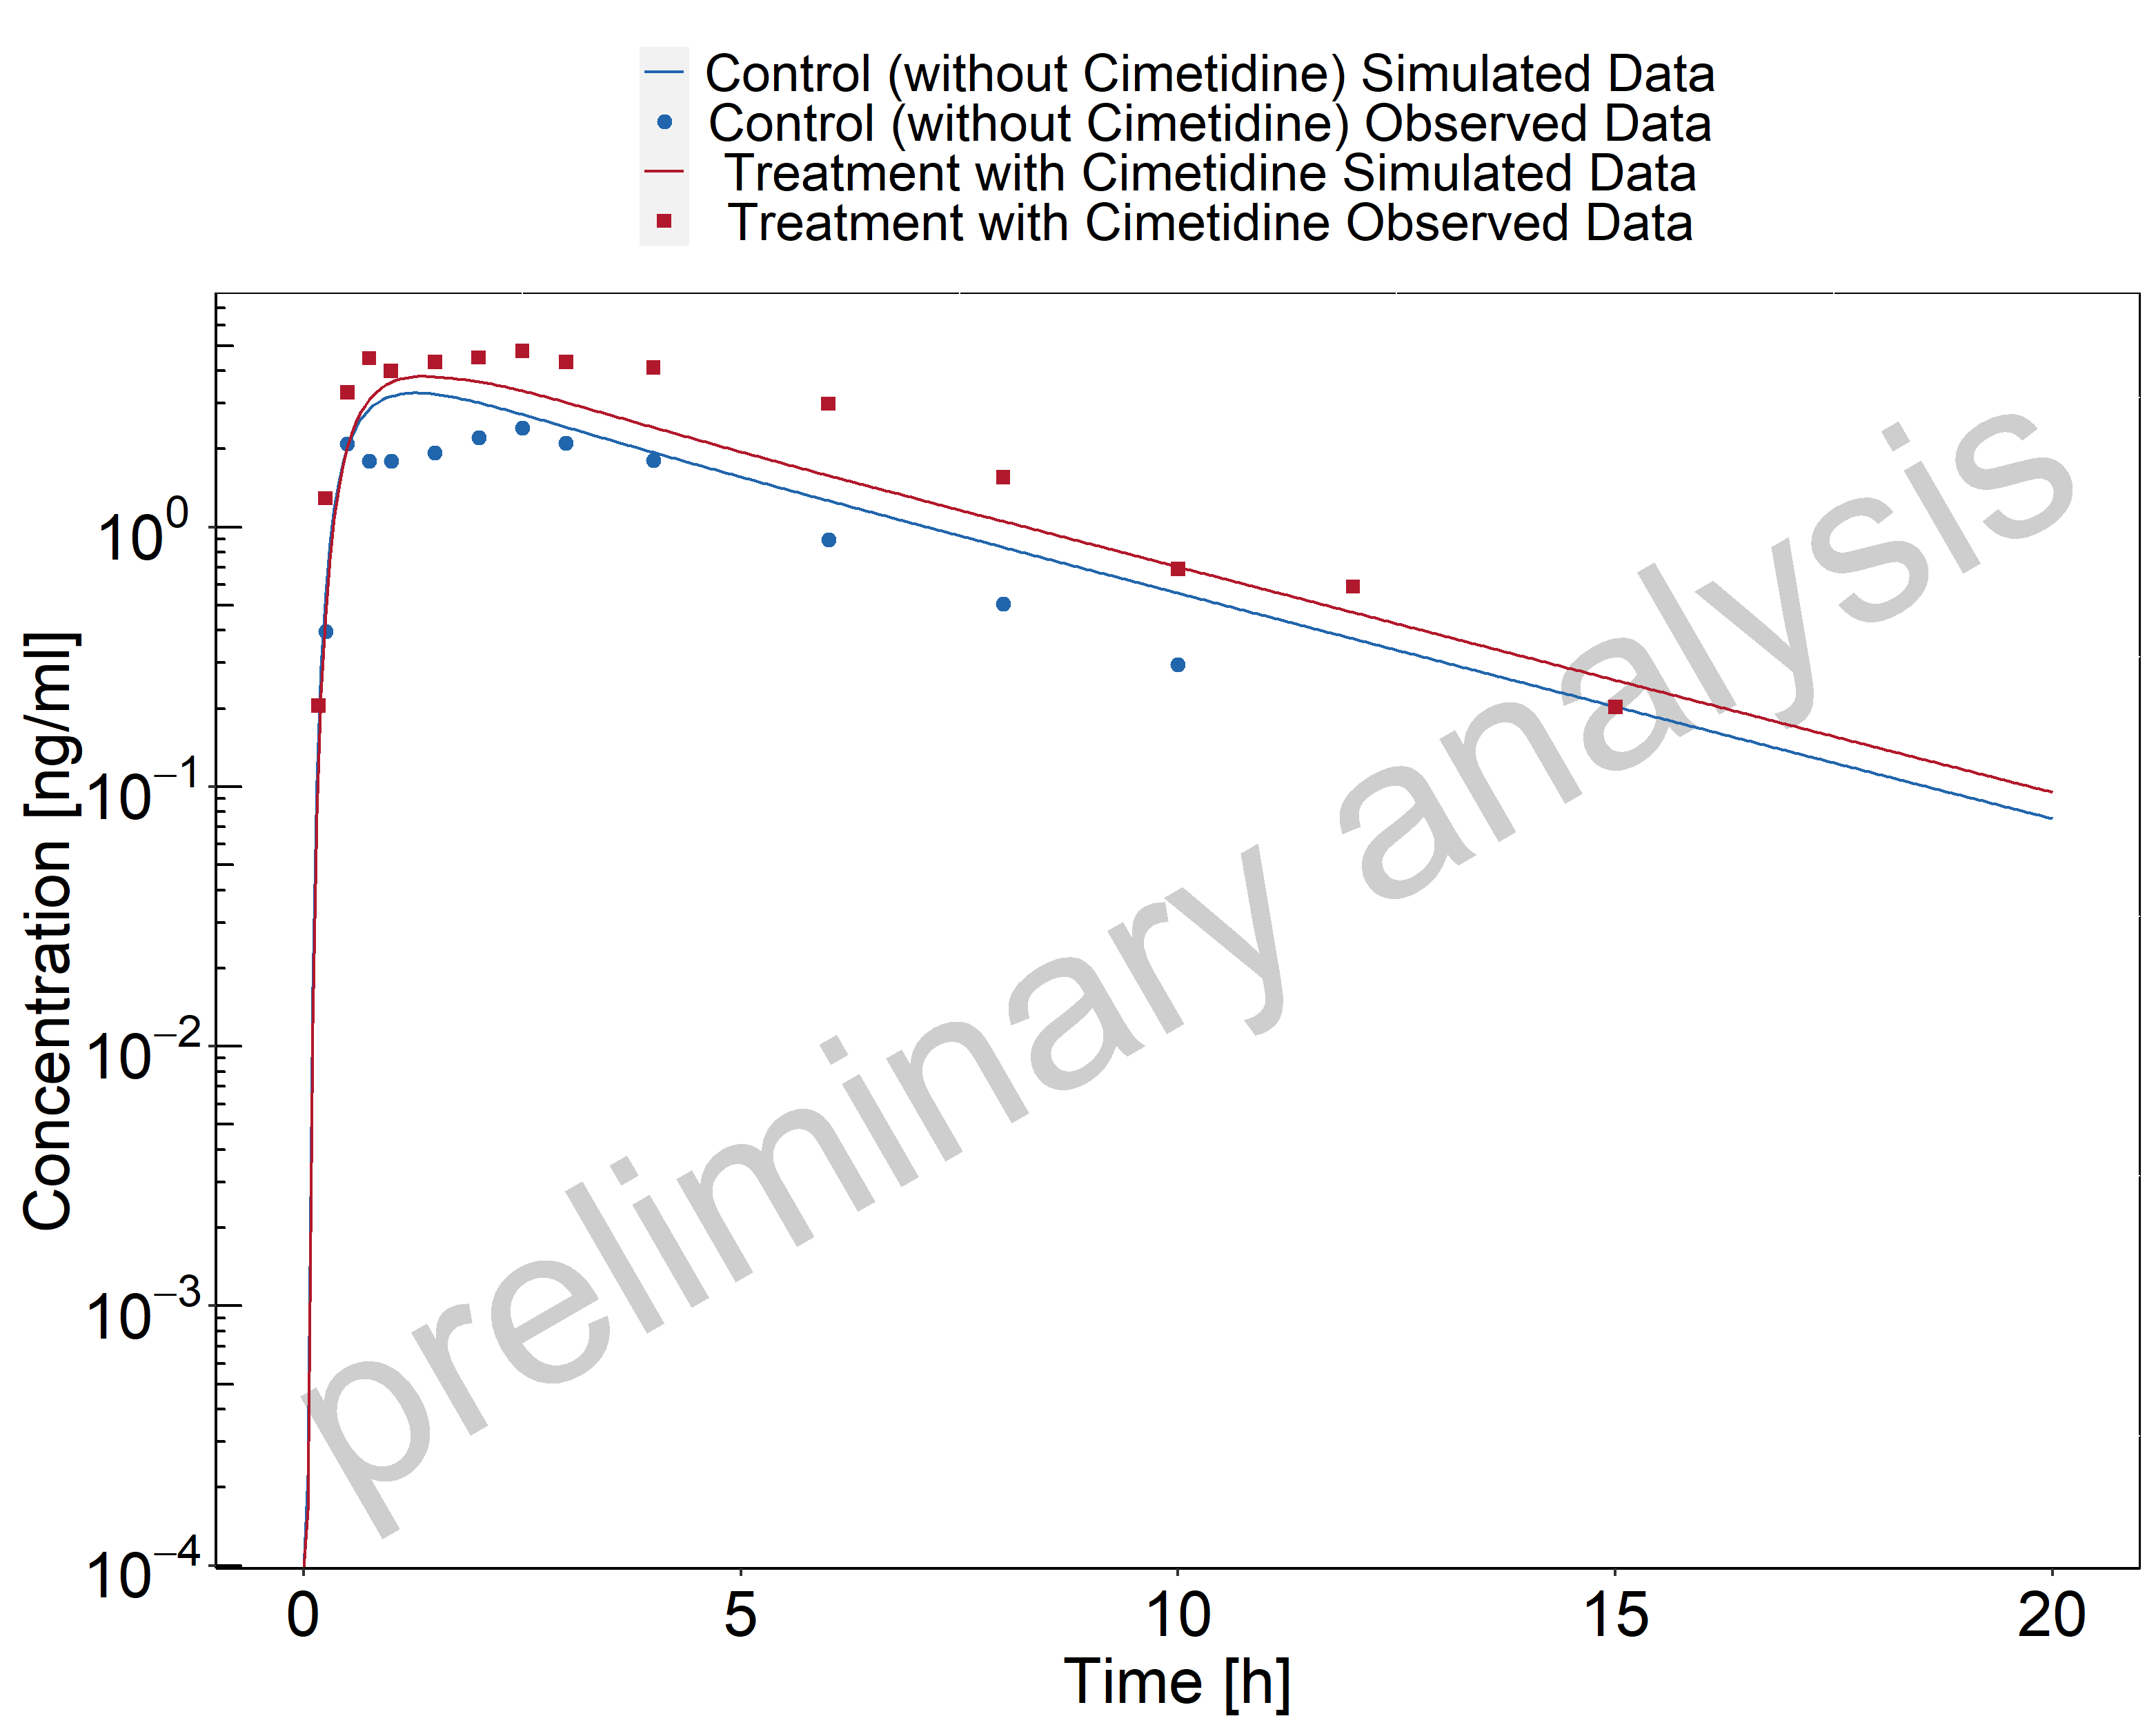 Control (without Cimetidine) Simulated Data
Control (without Cimetidine) Observed Data
Treatment with Cimetidine Simulated Data
Treatment with Cimetidine Observed Data
Concentration [ng/ml]
10⁰
10⁻¹
10⁻²
10⁻³
10⁻⁴
preliminary analysis
0 5 10 15 20
Time [h]